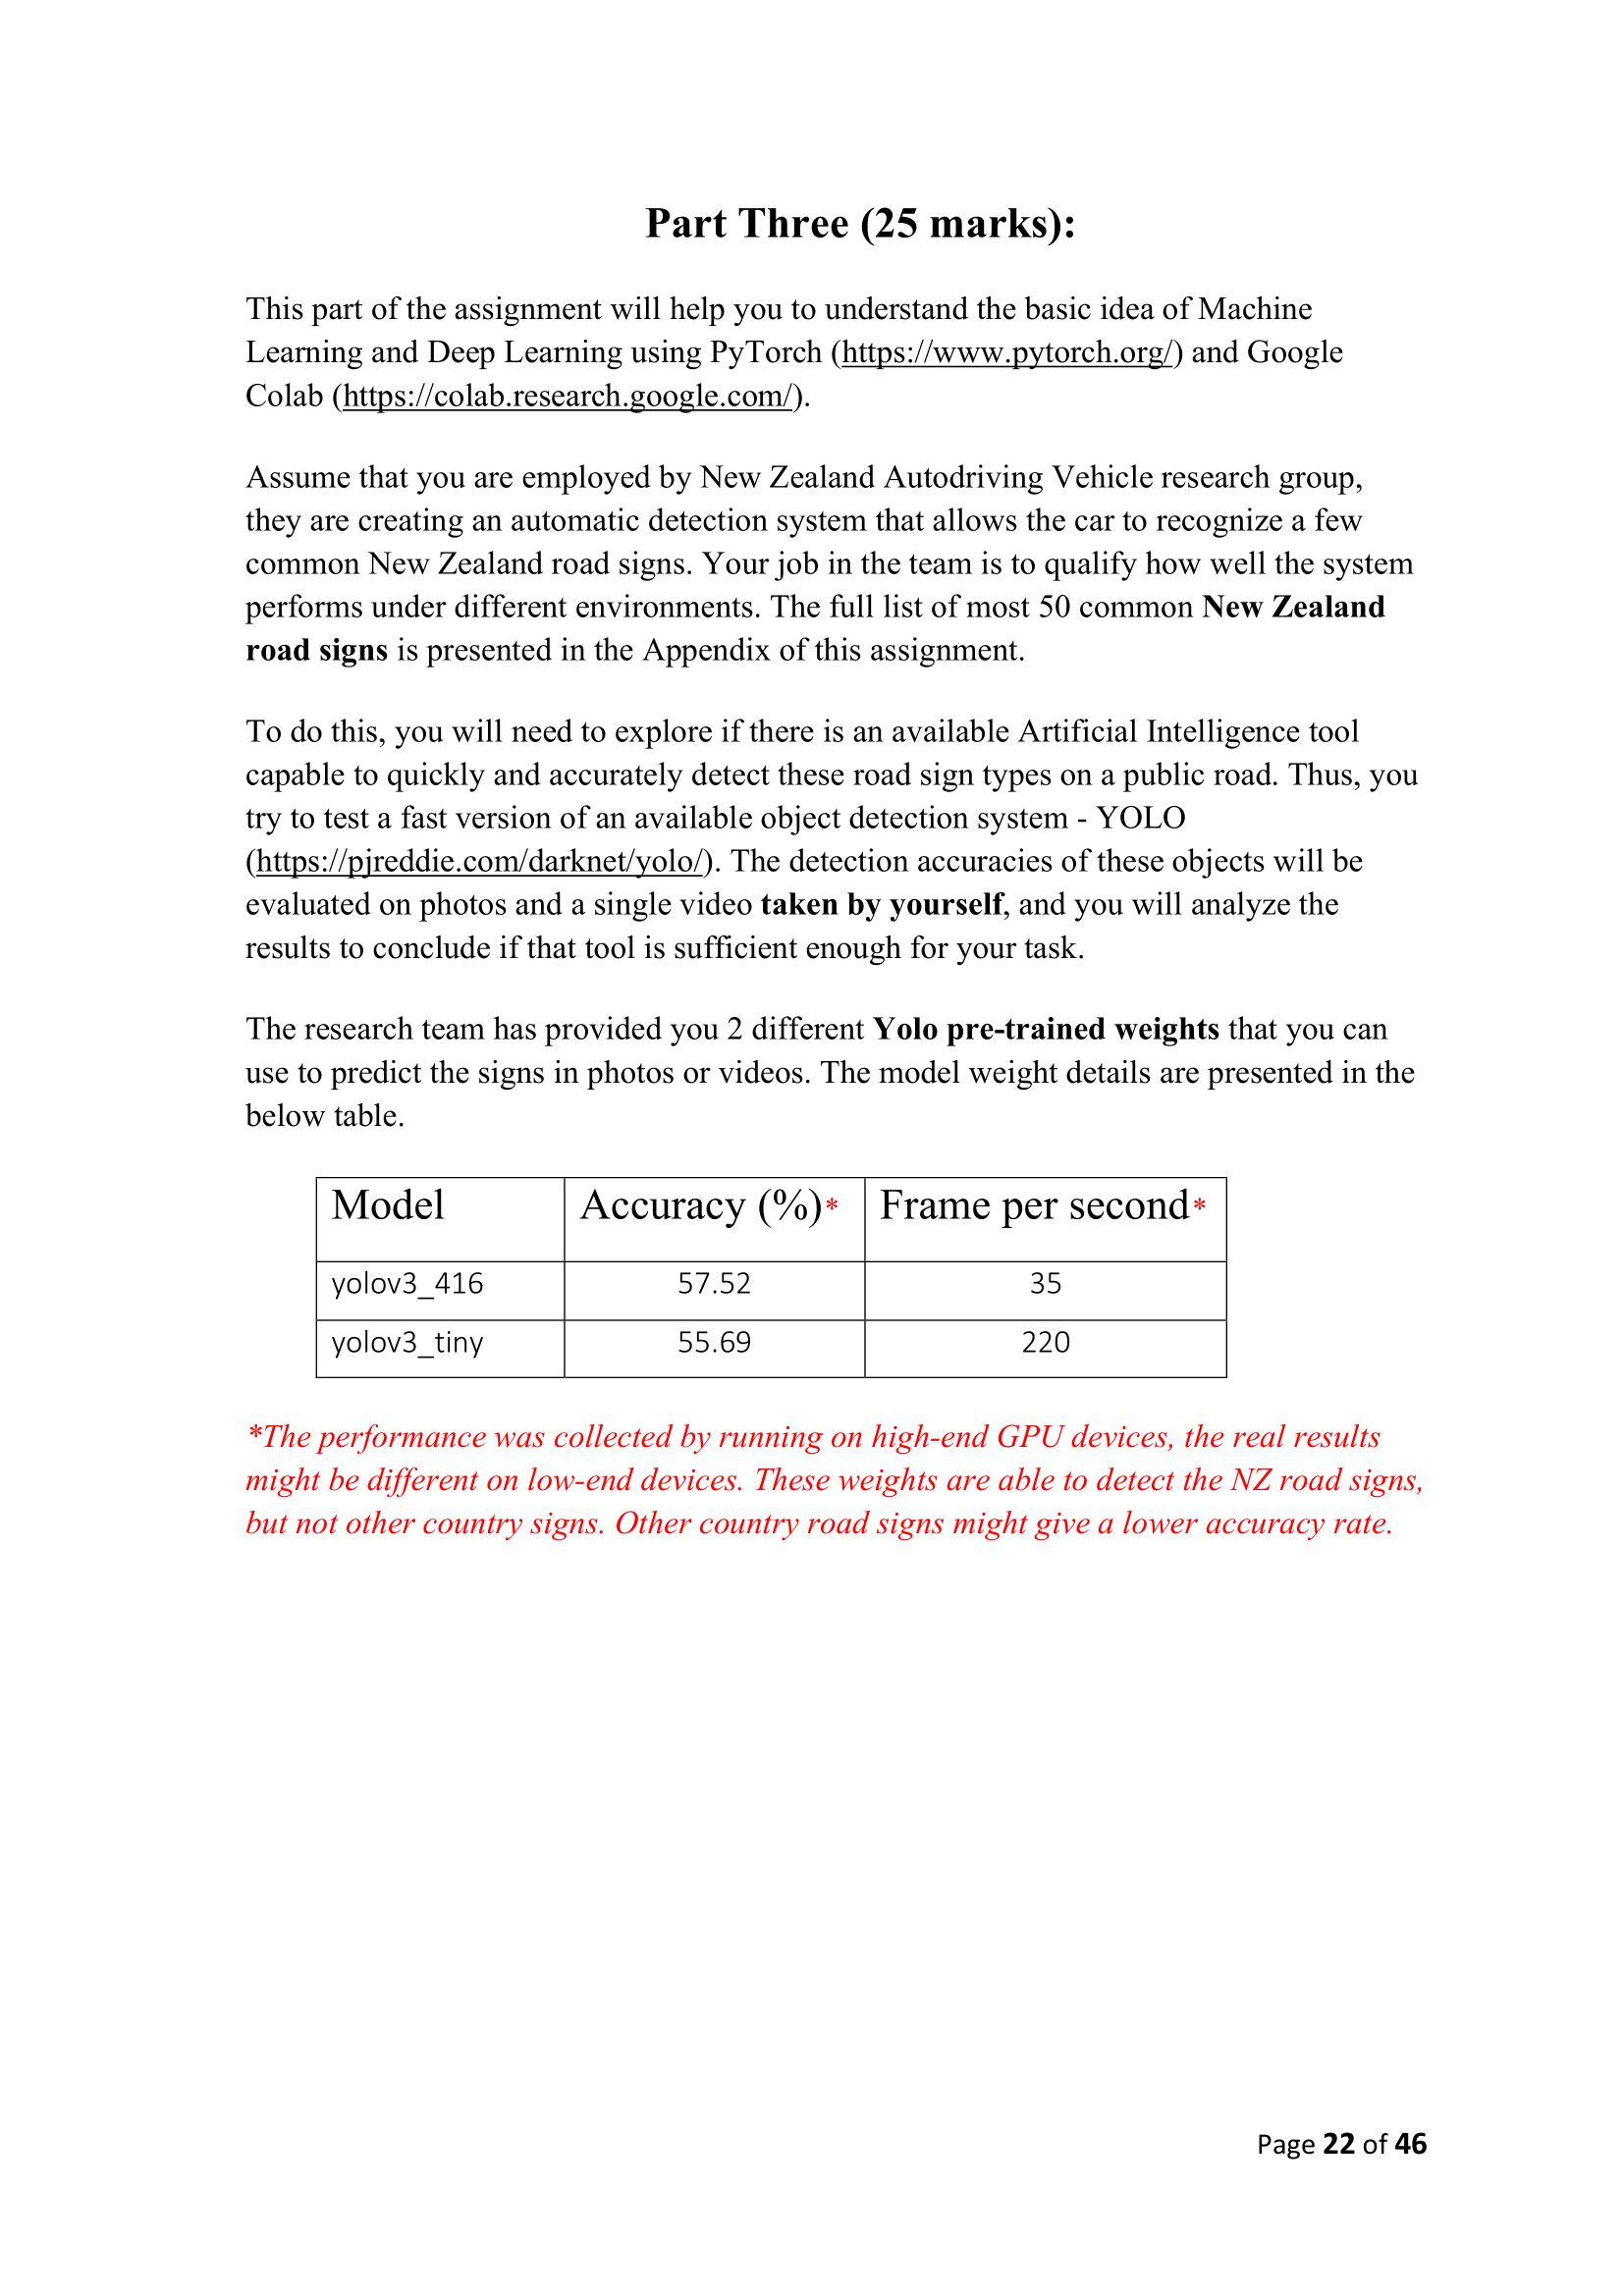 Part Three (25 marks):
This part of the assignment will help you to understand the basic idea of Machine
Learning and Deep Learning using PyTorch (https://www.pytorch.org/) and Google
Colab (https://colab.research.google.com/).
Assume that you are employed by New Zealand Autodriving Vehicle research group,
they are creating an automatic detection system that allows the car to recognize a few
common New Zealand road signs. Your job in the team is to qualify how well the system
performs under different environments. The full list of most 50 common New Zealand
road signs is presented in the Appendix of this assignment.
To do this, you will need to explore if there is an available Artificial Intelligence tool
capable to quickly and accurately detect these road sign types on a public road. Thus, you
try to test a fast version of an available object detection system - YOLO
(https://pjreddie.com/darknet/yolo/). The detection accuracies of these objects will be
evaluated on photos and a single video taken by yourself, and you will analyze the
results to conclude if that tool is sufficient enough for your task.
The research team has provided you 2 different Yolo pre-trained weights that you can
use to predict the signs in photos or videos. The model weight details are presented in the
below table.
Model Accuracy (%)* Frame per second*
yolov3_416 57.52 35
yolov3_tiny 55.69 220
*The performance was collected by running on high-end GPU devices, the real results
might be different on low-end devices. These weights are able to detect the NZ road signs,
but not other country signs. Other country road signs might give a lower accuracy rate.
Page 22 of 46